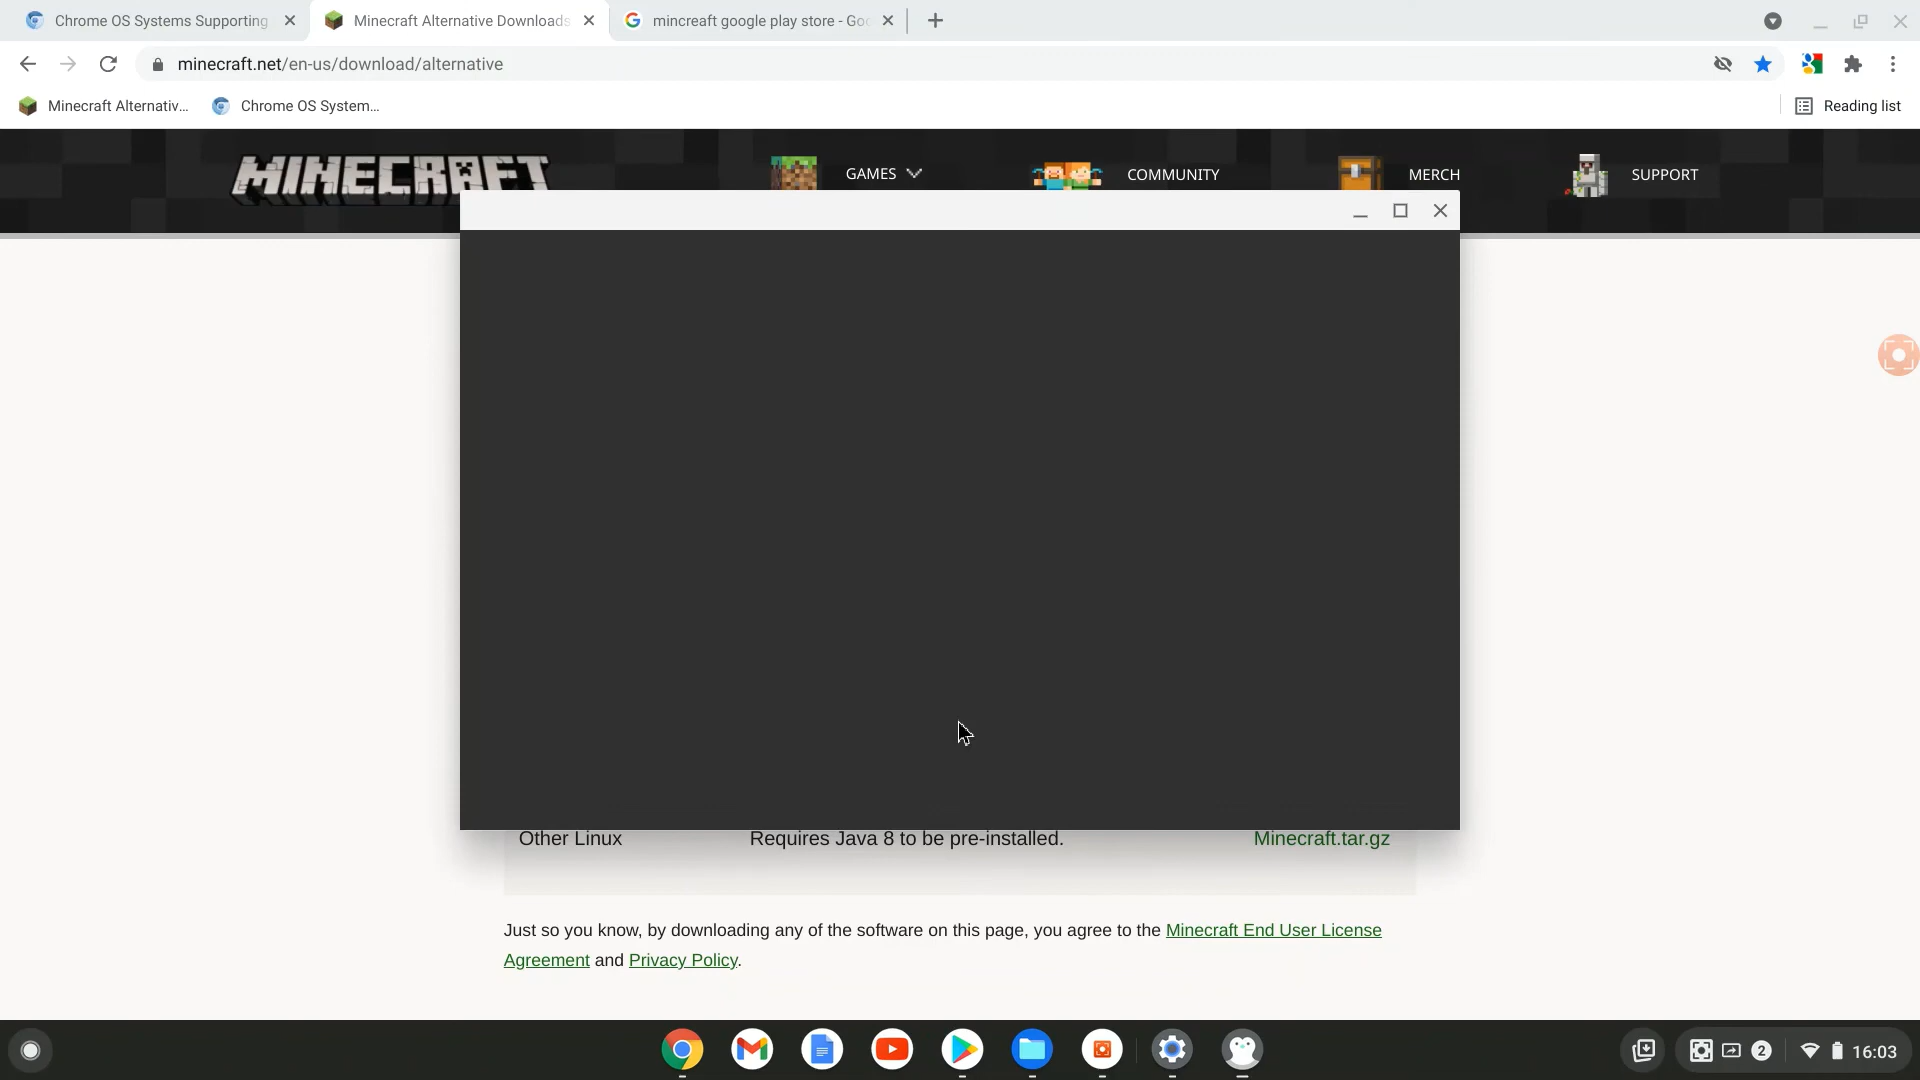 Chrome OS Systems Supporting
Minecraft Alternative Downloads
mincreaft google play store - Goo
minecraft.net/en-us/download/alternative
Minecraft Alternativ...
Chrome OS System...
Reading list
MINECRAFT
GAMES
COMMUNITY
MERCH
SUPPORT
Other Linux
Requires Java 8 to be pre-installed.
Minecraft.tar.gz
Just so you know, by downloading any of the software on this page, you agree to the Minecraft End User License
Agreement and Privacy Policy.
2
16:03